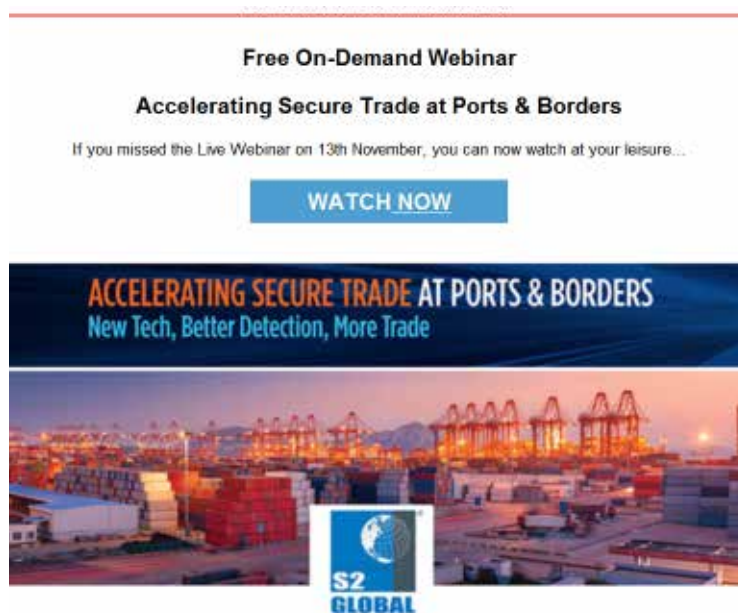 Free On-Demand Webinar
Accelerating Secure Trade at Ports & Borders
If you missed the Live Webinar on 13th November, you can now watch at your leisure...
WATCH NOW
ACCELERATING SECURE TRADE AT PORTS & BORDERS
New Tech, Better Detection, More Trade
S2
GLOBAL